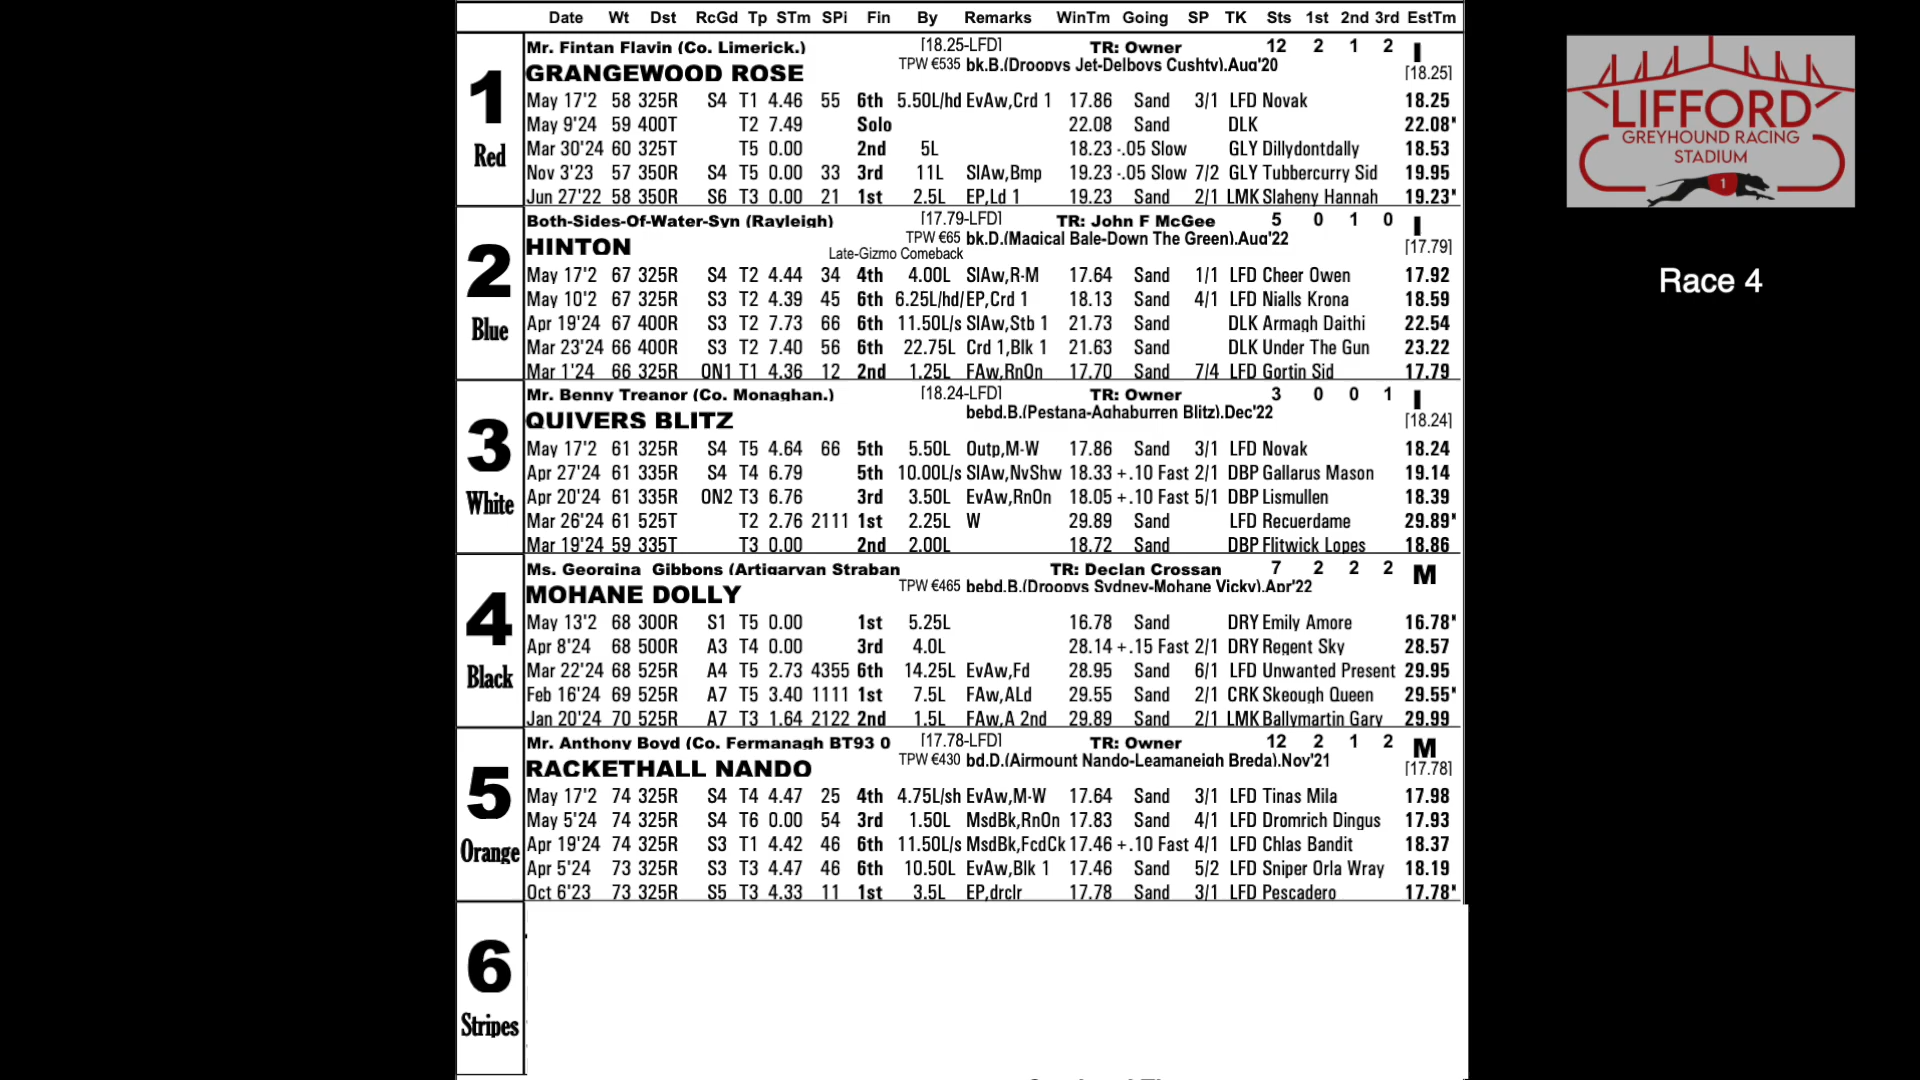 Date Wt Dst RcGd Tp STm SPi Fin By Remarks WinTm Going SP TK Sts 1st 2nd 3rd EstTm
1
Red
Mr. Fintan Flavin (Co. Limerick.) [18.25-LFD] TR: Owner 12 2 1 2 I
TPW €535 bk.B.(Droopys Jet-Delboys Cushty).Aug'20 [18.25]
GRANGEWOOD ROSE
May 17'2 58 325R S4 T1 4.46 55 6th 5.50L/hd EvAw,Crd 1 17.86 Sand 3/1 LFD Novak 18.25
May 9'24 59 400T T2 7.49 Solo 22.08 Sand DLK 22.08*
Mar 30'24 60 325T T5 0.00 2nd 5L 18.23 -.05 Slow GLY Dillydontdally 18.53
Nov 3'23 57 350R S4 T5 0.00 33 3rd 11L SlAw,Bmp 19.23 -.05 Slow 7/2 GLY Tubbercurry Sid 19.95
Jun 27'22 58 350R S6 T3 0.00 21 1st 2.5L EP,Ld 1 19.23 Sand 2/1 LMK Slaheny Hannah 19.23*
2
Blue
Both-Sides-Of-Water-Syn (Rayleigh) [17.79-LFD] TR: John F McGee 5 0 1 0 I
TPW €65 bk.D.(Magical Bale-Down The Green).Aug'22 [17.79]
HINTON
Late-Gizmo Comeback
May 17'2 67 325R S4 T2 4.44 34 4th 4.00L SlAw,R-M 17.64 Sand 1/1 LFD Cheer Owen 17.92
May 10'2 67 325R S3 T2 4.39 45 6th 6.25L/hd/ EP,Crd 1 18.13 Sand 4/1 LFD Nialls Krona 18.59
Apr 19'24 67 400R S3 T2 7.73 66 6th 11.50L/s SlAw,Stb 1 21.73 Sand DLK Armagh Daithi 22.54
Mar 23'24 66 400R S3 T2 7.40 56 6th 22.75L Crd 1,Blk 1 21.63 Sand DLK Under The Gun 23.22
Mar 1'24 66 325R ON1 T1 4.36 12 2nd 1.25L FAw,RnOn 17.70 Sand 7/4 LFD Gortin Sid 17.79
3
White
Mr. Benny Treanor (Co. Monaghan.) [18.24-LFD] TR: Owner 3 0 0 1 I
bebd.B.(Pestana-Aghaburren Blitz).Dec'22 [18.24]
QUIVERS BLITZ
May 17'2 61 325R S4 T5 4.64 66 5th 5.50L Outp,M-W 17.86 Sand 3/1 LFD Novak 18.24
Apr 27'24 61 335R S4 T4 6.79 5th 10.00L/s SlAw,NvShw 18.33 +.10 Fast 2/1 DBP Gallarus Mason 19.14
Apr 20'24 61 335R ON2 T3 6.76 3rd 3.50L EvAw,RnOn 18.05 +.10 Fast 5/1 DBP Lismullen 18.39
Mar 26'24 61 525T T2 2.76 2111 1st 2.25L W 29.89 Sand LFD Recuerdame 29.89*
Mar 19'24 59 335T T3 0.00 2nd 2.00L 18.72 Sand DBP Flitwick Lopes 18.86
4
Black
Ms. Georgina Gibbons (Artigarvan Straban TR: Declan Crossan 7 2 2 2 M
TPW €465 bebd.B.(Droopys Sydney-Mohane Vicky).Apr'22
MOHANE DOLLY
May 13'2 68 300R S1 T5 0.00 1st 5.25L 16.78 Sand DRY Emily Amore 16.78*
Apr 8'24 68 500R A3 T4 0.00 3rd 4.0L 28.14 +.15 Fast 2/1 DRY Regent Sky 28.57
Mar 22'24 68 525R A4 T5 2.73 4355 6th 14.25L EvAw,Fd 28.95 Sand 6/1 LFD Unwanted Present 29.95
Feb 16'24 69 525R A7 T5 3.40 1111 1st 7.5L FAw,ALd 29.55 Sand 2/1 CRK Skeough Queen 29.55*
Jan 20'24 70 525R A7 T3 1.64 2122 2nd 1.5L FAw,A 2nd 29.89 Sand 2/1 LMK Ballymartin Gary 29.99
5
Orange
Mr. Anthony Boyd (Co. Fermanagh BT93 0 [17.78-LFD] TR: Owner 12 2 1 2 M
TPW €430 bd.D.(Airmount Nando-Leamaneigh Breda).Nov'21 [17.78]
RACKETHALL NANDO
May 17'2 74 325R S4 T4 4.47 25 4th 4.75L/sh EvAw,M-W 17.64 Sand 3/1 LFD Tinas Mila 17.98
May 5'24 74 325R S4 T6 0.00 54 3rd 1.50L MsdBk,RnOn 17.83 Sand 4/1 LFD Dromrich Dingus 17.93
Apr 19'24 74 325R S3 T1 4.42 46 6th 11.50L/s MsdBk,FcdCk 17.46 +.10 Fast 4/1 LFD Chlas Bandit 18.37
Apr 5'24 73 325R S3 T3 4.47 46 6th 10.50L EvAw,Blk 1 17.46 Sand 5/2 LFD Sniper Orla Wray 18.19
Oct 6'23 73 325R S5 T3 4.33 11 1st 3.5L EP,drclr 17.78 Sand 3/1 LFD Pescadero 17.78*
6
Stripes
LIFFORD
GREYHOUND RACING
STADIUM
1
Race 4